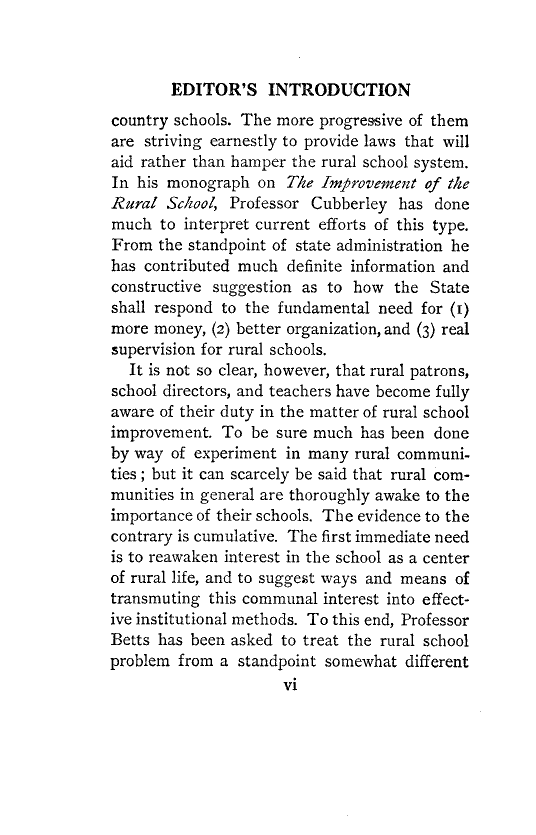 EDITOR'S INTRODUCTION
country schools. The more progressive of them
are striving earnestly to provide laws that will
aid rather than hamper the rural school system.
In his monograph on The Improvement of the
Rural School, Professor Cubberley has done
much to interpret current efforts of this type.
From the standpoint of state administration he
has contributed much definite information and
constructive suggestion as to how the State
shall respond to the fundamental need for (1)
more money, (2) better organization, and (3) real
supervision for rural schools.
It is not so clear, however, that rural patrons,
school directors, and teachers have become fully
aware of their duty in the matter of rural school
improvement. To be sure much has been done
by way of experiment in many rural communi-
ties; but it can scarcely be said that rural com-
munities in general are thoroughly awake to the
importance of their schools. The evidence to the
contrary is cumulative. The first immediate need
is to reawaken interest in the school as a center
of rural life, and to suggest ways and means of
transmuting this communal interest into effect-
ive institutional methods. To this end, Professor
Betts has been asked to treat the rural school
problem from a standpoint somewhat different
vi